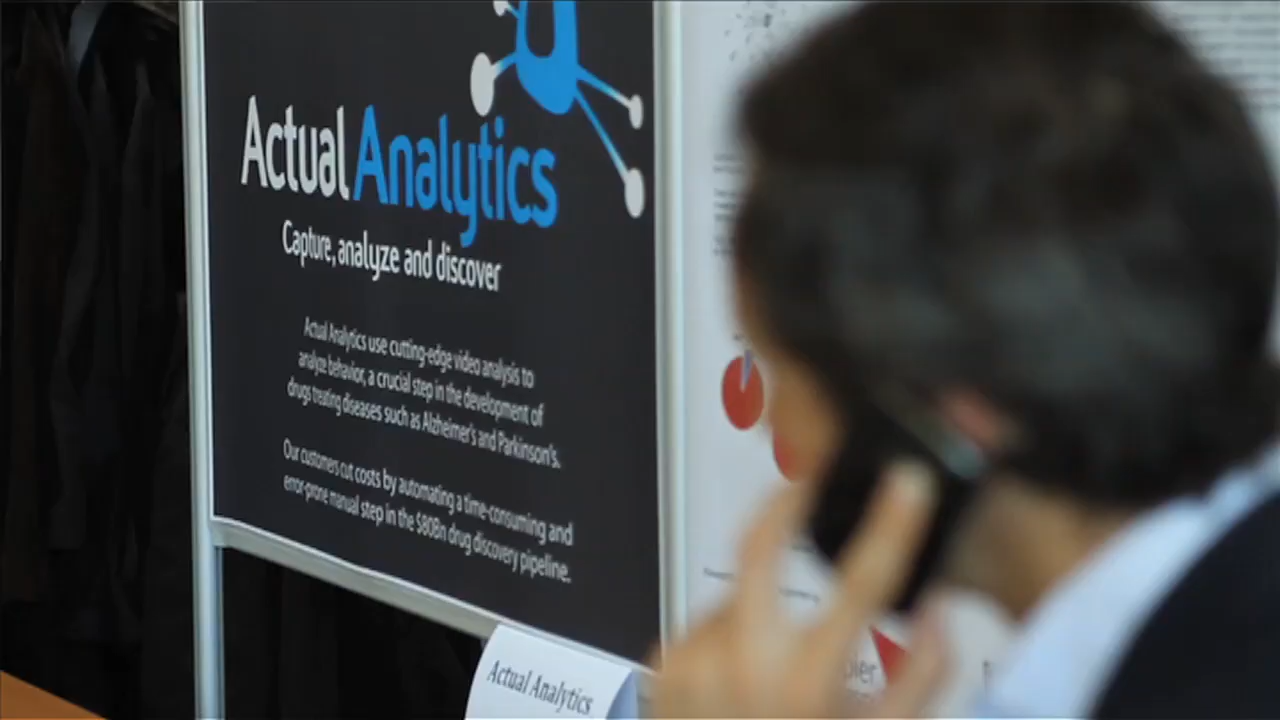 Actual Analytics
Capture, analyze and discover
Actual Analytics use cutting-edge video analysis to
analyze behavior, a crucial step in the development of
drugs treating diseases such as Alzheimer's and Parkinson's.
Our customers cut costs by automating a time-consuming and
error-prone manual step in the $80Bn drug discovery pipeline.
Actual Analytics